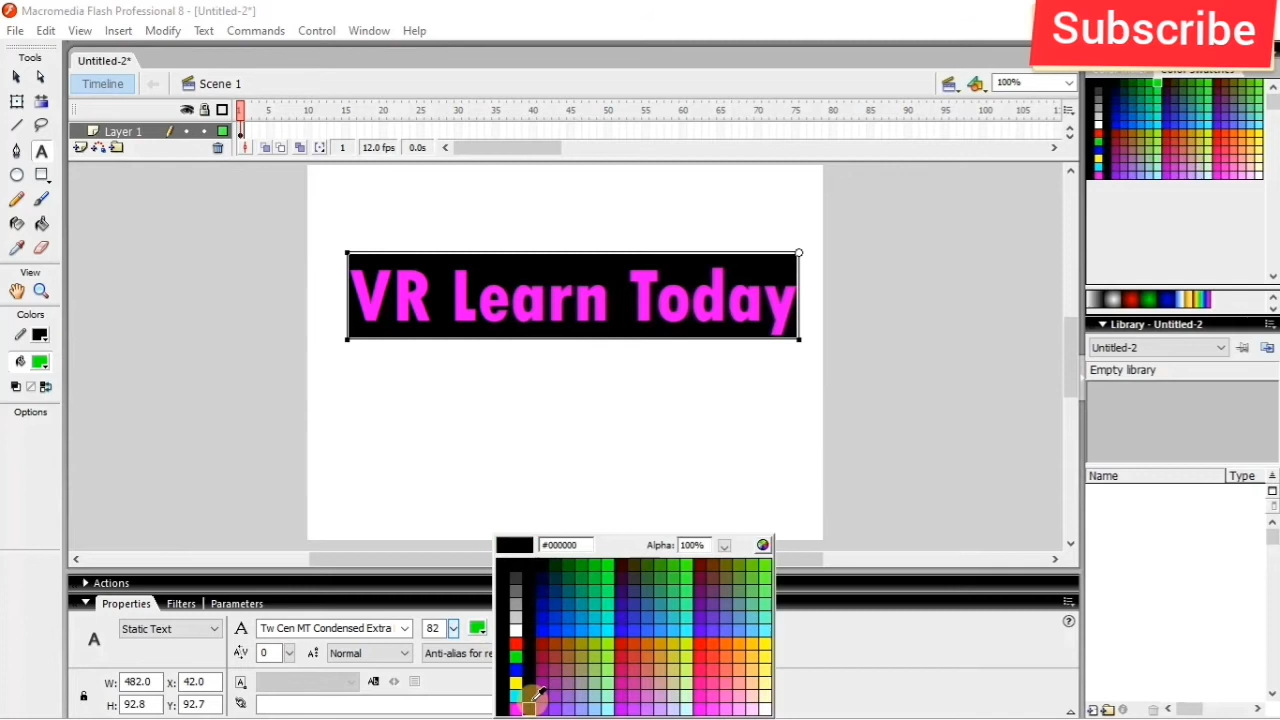 Macromedia Flash Professional 8 - [Untitled-2*]
File Edit View Insert Modify Text Commands Control Window Help
Subscribe
Tools
Untitled-2*
Timeline
Scene 1
100%
5 10 15 20 25 30 35 40 45 50 55 60 65 70 75 80 85 90 95 100 105
Layer 1
1 12.0 fps 0.0s
VR Learn Today
View
Colors
Options
Library - Untitled-2
Untitled-2
Empty library
Name Type
#000000 Alpha: 100%
Actions
Properties Filters Parameters
Static Text
A Tw Cen MT Condensed Extra
82
0
Normal
Anti-alias for re
W: 482.0 X: 42.0
H: 92.8 Y: 92.7